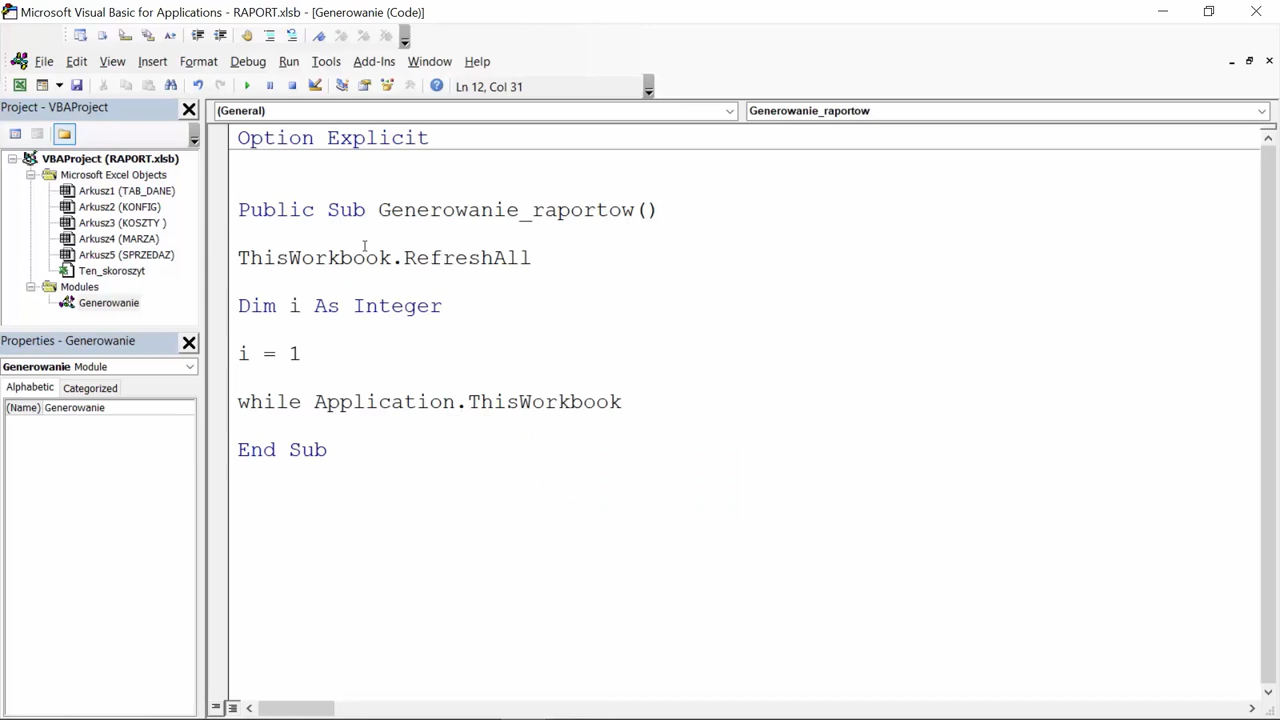 Microsoft Visual Basic for Applications - RAPORT.xlsb - [Generowanie (Code)]
File Edit View Insert Format Debug Run Tools Add-Ins Window Help
Ln 12, Col 31
Project - VBAProject
(General)
Generowanie_raportow
VBAProject (RAPORT.xlsb)
Microsoft Excel Objects
Arkusz1 (TAB_DANE)
Arkusz2 (KONFIG)
Arkusz3 (KOSZTY )
Arkusz4 (MARZA)
Arkusz5 (SPRZEDAZ)
Ten_skoroszyt
Modules
Generowanie
Properties - Generowanie
Generowanie Module
Alphabetic Categorized
(Name) Generowanie
Option Explicit
Public Sub Generowanie_raportow()
ThisWorkbook.RefreshAll
Dim i As Integer
i = 1
while Application.ThisWorkbook
End Sub